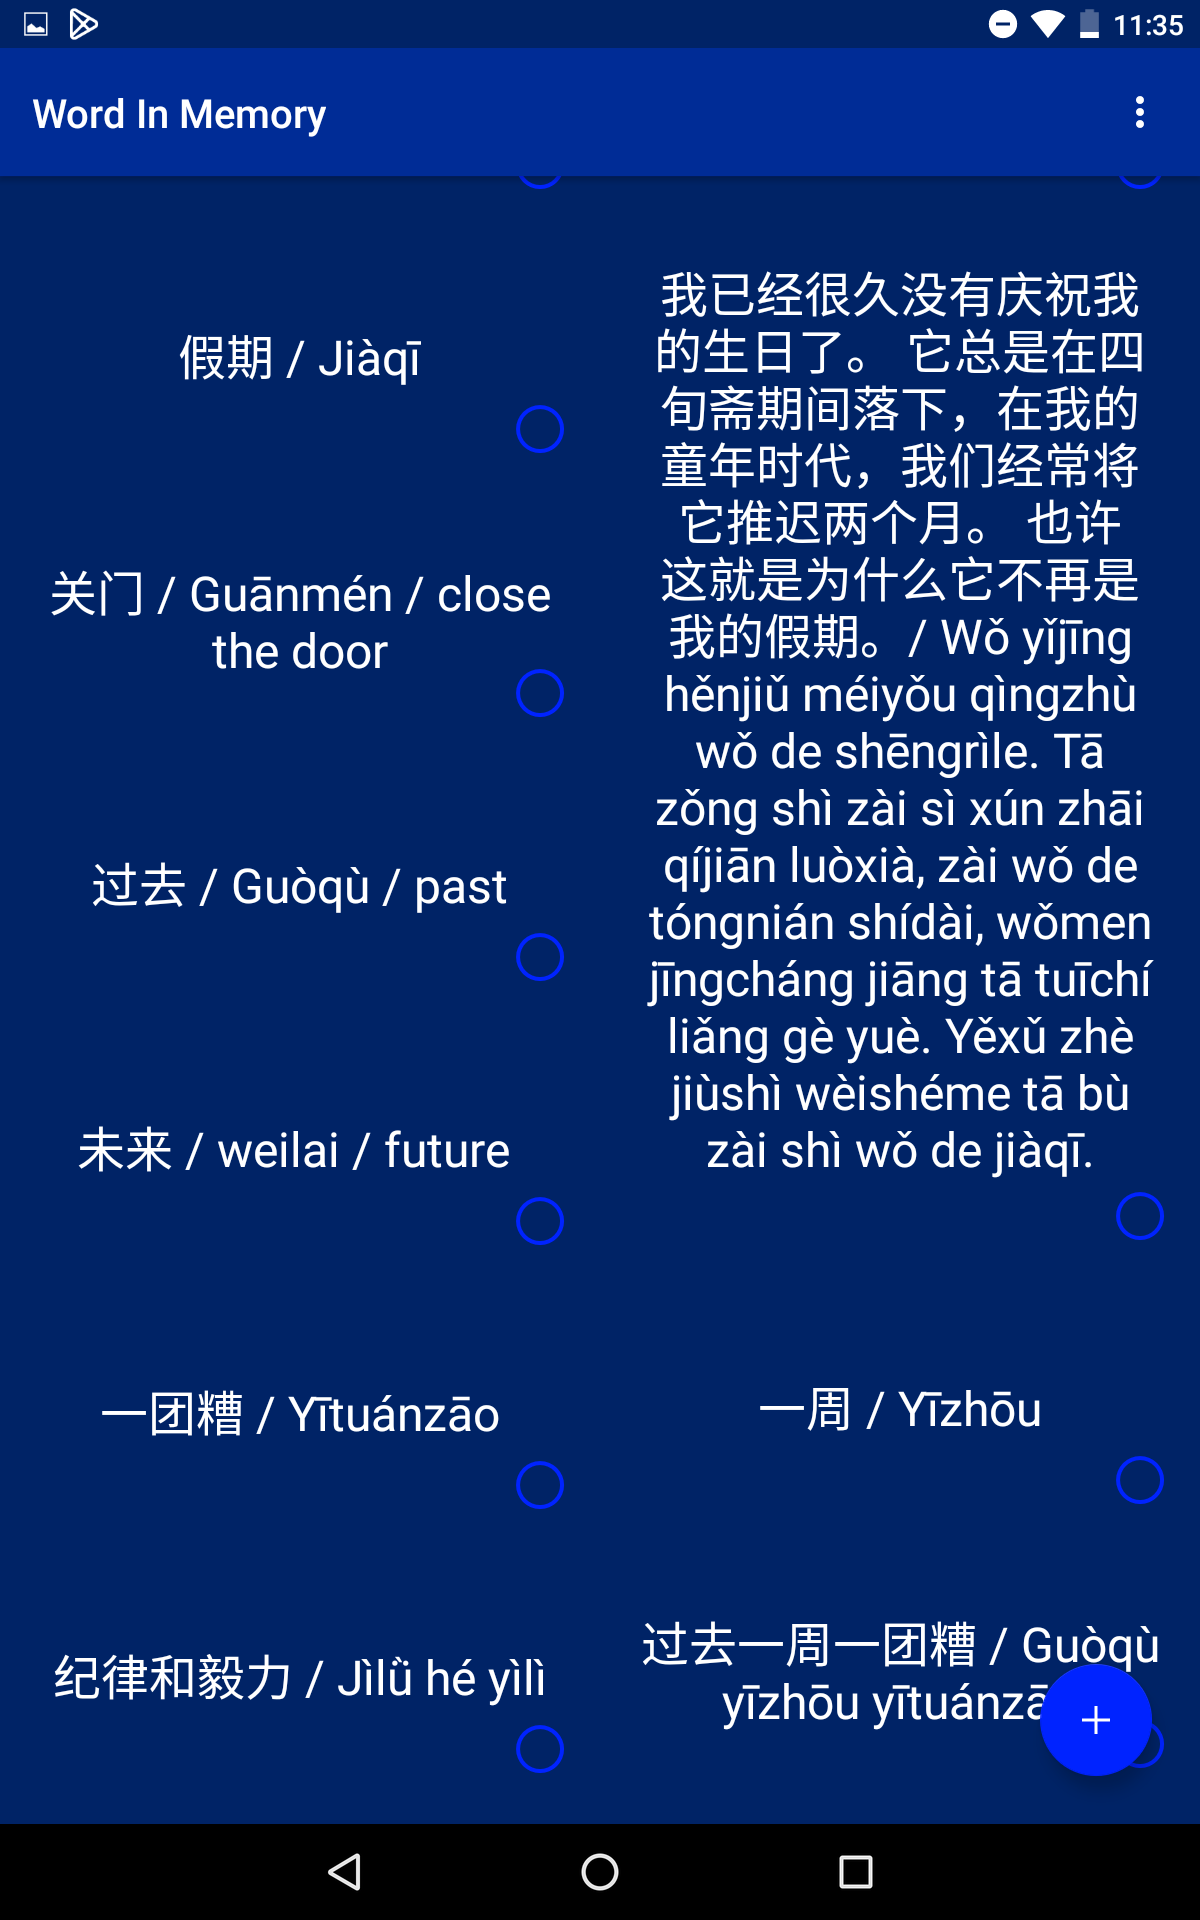 11:35
Word In Memory
假期 / Jiàqī
关门 / Guānmén / close
the door
过去 / Guòqù / past
未来 / weilai / future
一团糟 / Yītuánzāo
纪律和毅力 / Jìlǜ hé yìlì
我已经很久没有庆祝我
的生日了。 它总是在四
旬斋期间落下，在我的
童年时代，我们经常将
它推迟两个月。 也许
这就是为什么它不再是
我的假期。/ Wǒ yǐjīng
hěnjiǔ méiyǒu qìngzhù
wǒ de shēngrìle. Tā
zǒng shì zài sì xún zhāi
qíjiān luòxià, zài wǒ de
tóngnián shídài, wǒmen
jīngcháng jiāng tā tuīchí
liǎng gè yuè. Yěxǔ zhè
jiùshì wèishéme tā bù
zài shì wǒ de jiàqī.
一周 / Yīzhōu
过去一周一团糟 / Guòqù
yīzhōu yītuánzā